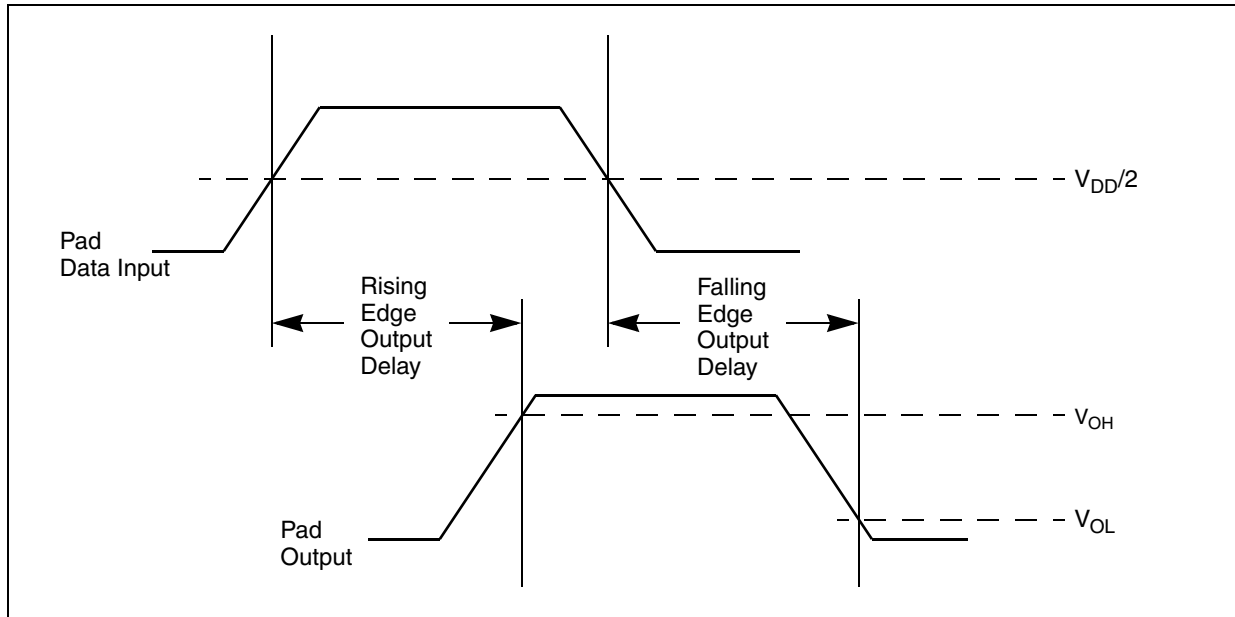 V_DD/2
Pad
Data Input
Rising
Edge
Output
Delay
Falling
Edge
Output
Delay
V_OH
V_OL
Pad
Output